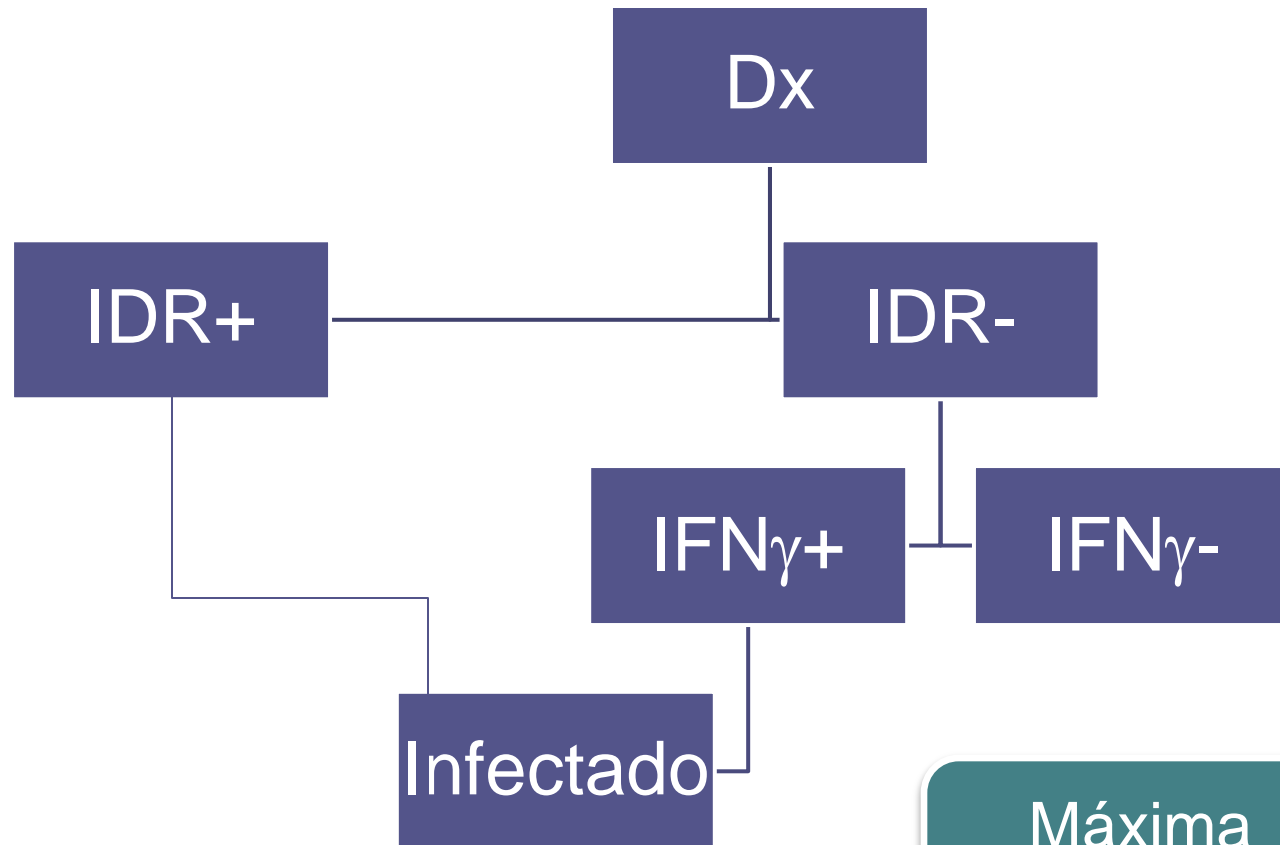 Dx
IDR+
IDR-
IFNγ+
IFNγ-
Infectado
Máxima